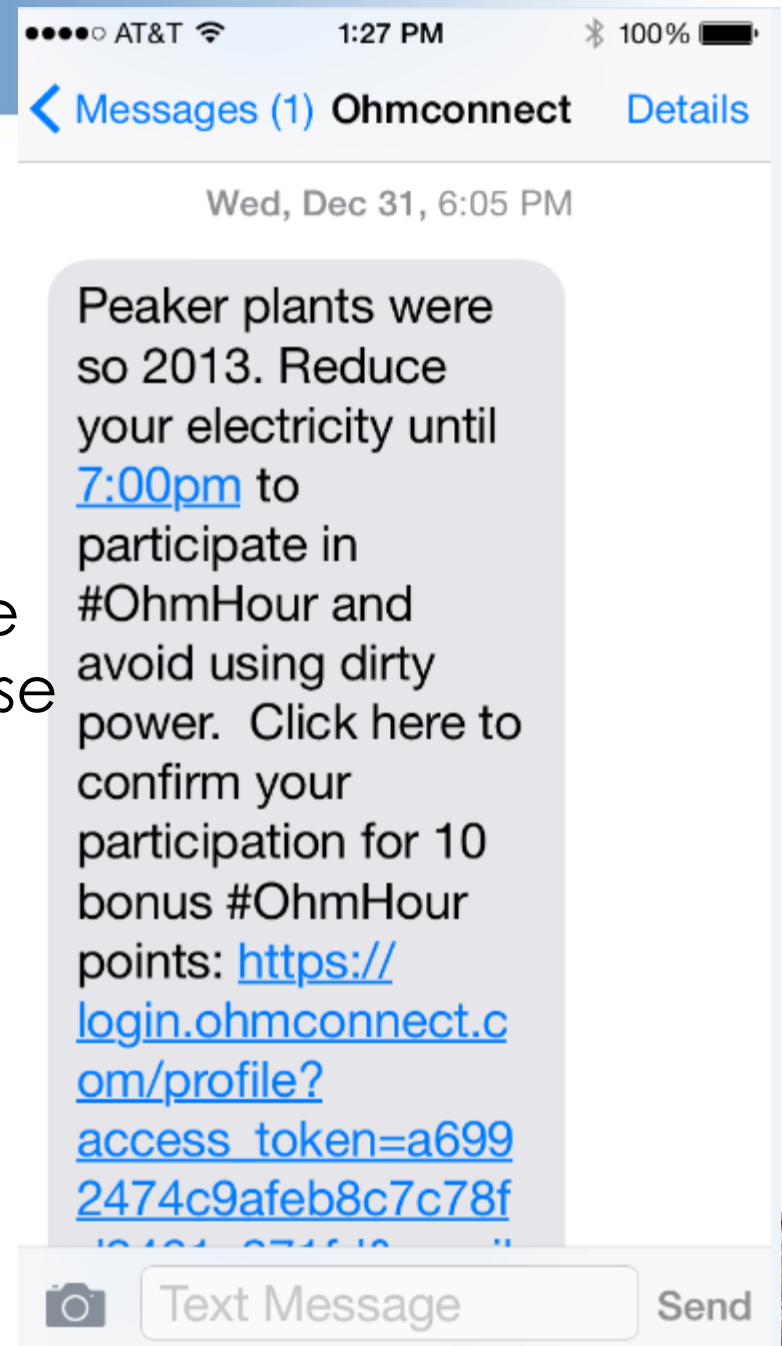 AT&T 1:27 PM 100%
Messages (1) Ohmconnect Details
Wed, Dec 31, 6:05 PM
Peaker plants were
so 2013. Reduce
your electricity until
7:00pm to
participate in
#OhmHour and
avoid using dirty
power. Click here to
confirm your
participation for 10
bonus #OhmHour
points: https://
login.ohmconnect.c
om/profile?
access_token=a699
2474c9afeb8c7c78f
e
se
Text Message Send